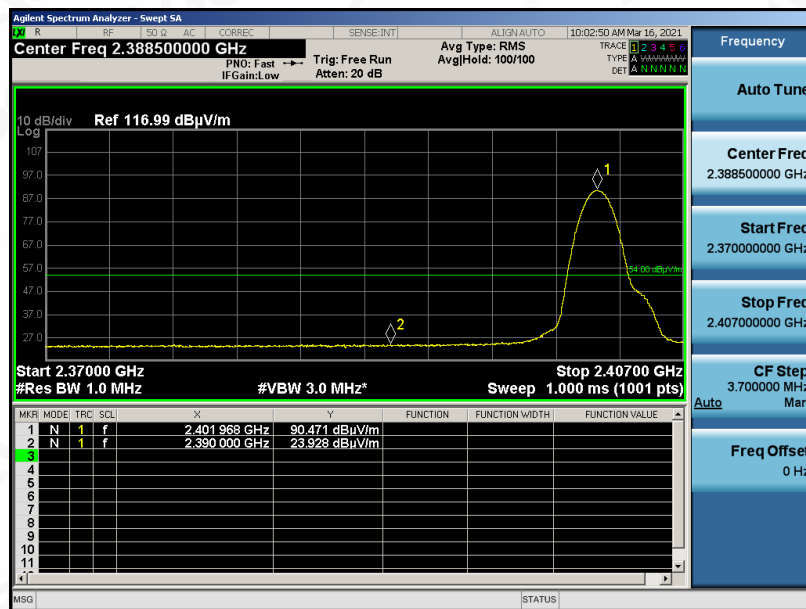 Agilent Spectrum Analyzer - Swept SA
LXI R RF 50 Ω AC CORREC SENSE:INT ALIGN AUTO 10:02:50 AM Mar 16, 2021
Center Freq 2.388500000 GHz
PNO: Fast
IFGain:Low
Trig: Free Run
Atten: 20 dB
Avg Type: RMS
Avg|Hold: 100/100
TRACE 1 2 3 4 5 6
TYPE A WWWWW
DET A N N N N N
10 dB/div
Log
Ref 116.99 dBµV/m
107
97.0
87.0
77.0
67.0
57.0
47.0
37.0
27.0
1
2
54.00 dBµV/m
Start 2.37000 GHz Stop 2.40700 GHz
#Res BW 1.0 MHz #VBW 3.0 MHz* Sweep 1.000 ms (1001 pts)
MKR MODE TRC SCL X Y FUNCTION FUNCTION WIDTH FUNCTION VALUE
1 N 1 f 2.401 968 GHz 90.471 dBµV/m
2 N 1 f 2.390 000 GHz 23.928 dBµV/m
3
4
5
6
7
8
9
10
11
MSG STATUS
Frequency
Auto Tune
Center Freq
2.388500000 GHz
Start Freq
2.370000000 GHz
Stop Freq
2.407000000 GHz
CF Step
3.700000 MHz
Auto Man
Freq Offset
0 Hz